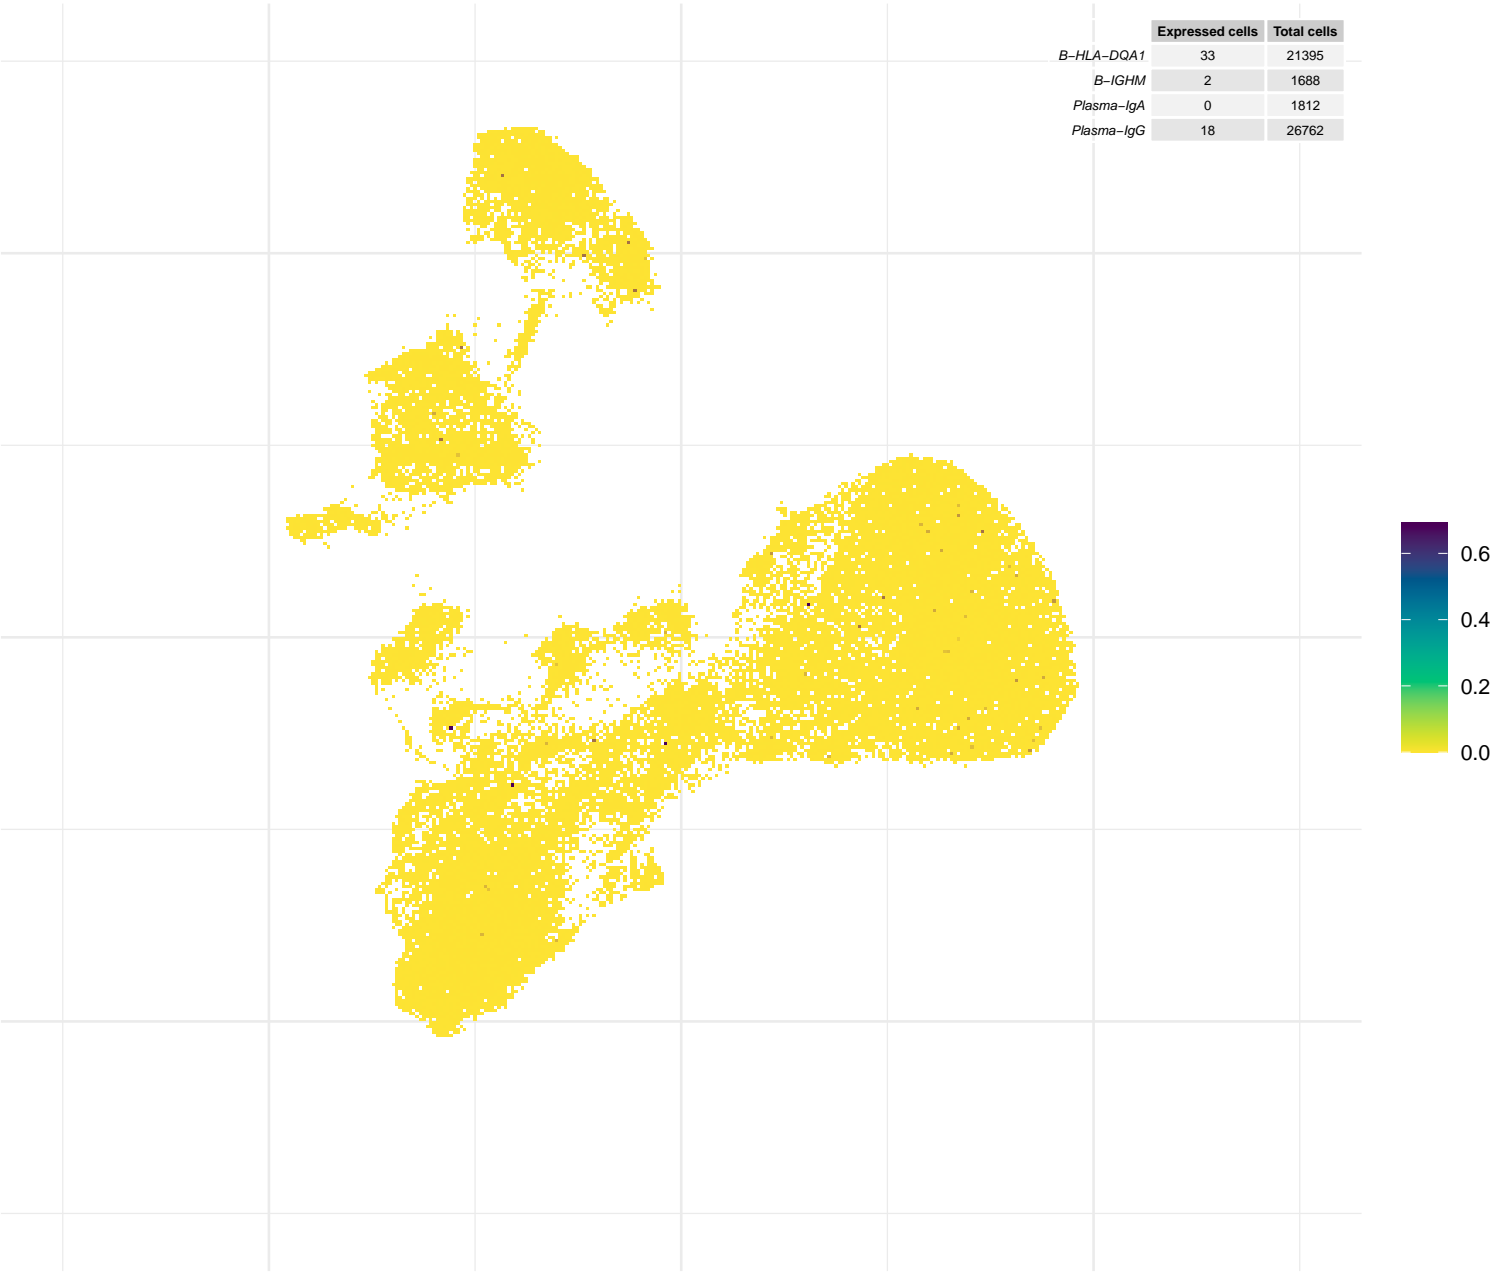 Expressed cells Total cells
B−HLA−DQA1 33 21395
B−IGHM 2 1688
Plasma−IgA 0 1812
Plasma−IgG 18 26762
0.6
0.4
0.2
0.0